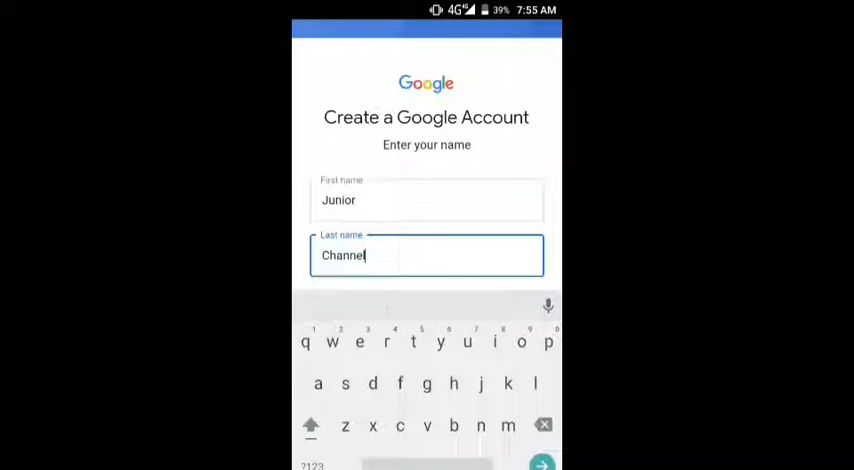 4G 4G 39% 7:55 AM
Google
Create a Google Account
Enter your name
First name
Junior
Last name
Channel
1 2 3 4 5 6 7 8 9 0
q w e r t y u i o p
a s d f g h j k l
z x c v b n m
?123